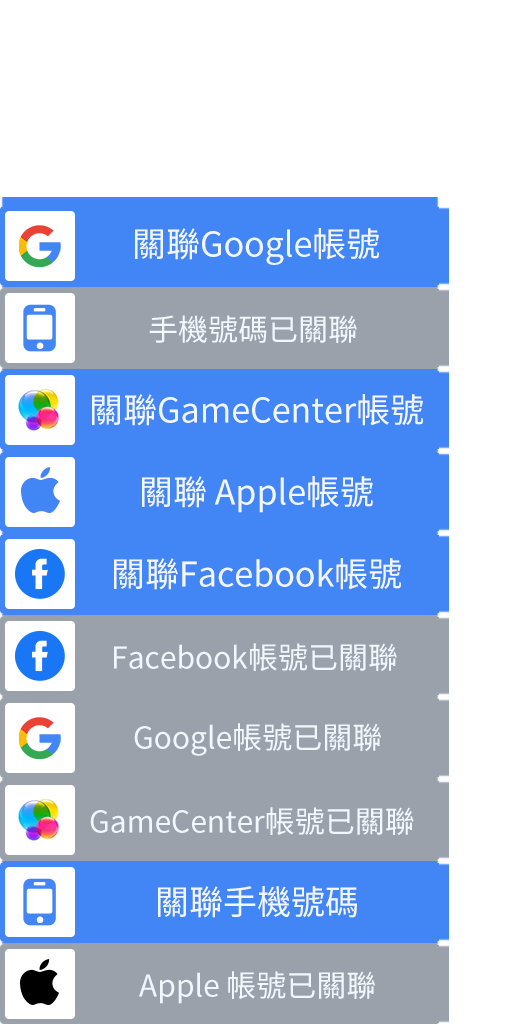 關聯Google帳號
手機號碼已關聯
關聯GameCenter帳號
關聯 Apple帳號
關聯Facebook帳號
Facebook帳號已關聯
Google帳號已關聯
GameCenter帳號已關聯
關聯手機號碼
Apple 帳號已關聯